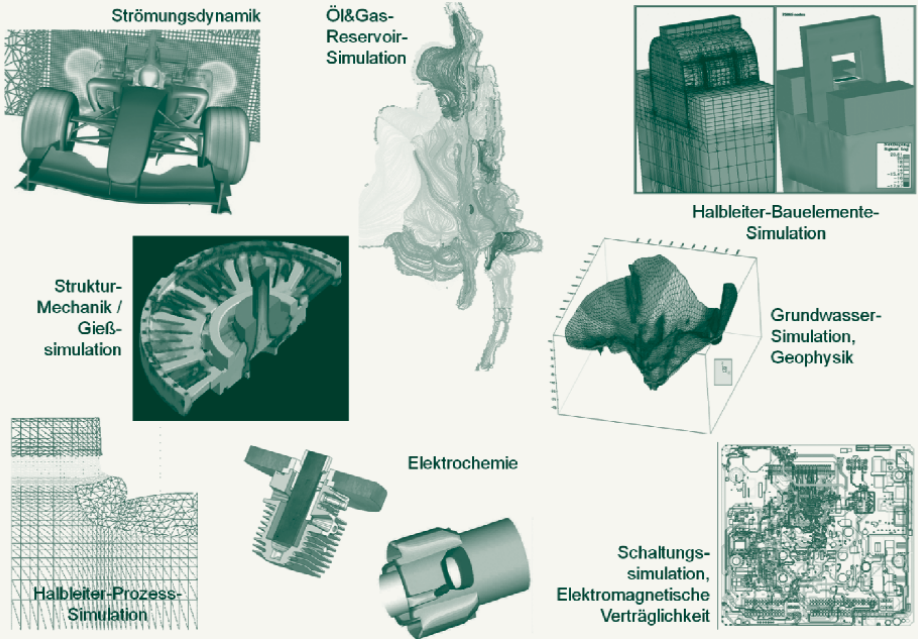 Strömungsdynamik
Öl&Gas-
Reservoir-
Simulation
Halbleiter-Bauelemente-
Simulation
Struktur-
Mechanik /
Gieß-
simulation
Grundwasser-
Simulation,
Geophysik
Elektrochemie
Halbleiter-Prozess-
Simulation
Schaltungs-
simulation,
Elektromagnetische
Verträglichkeit